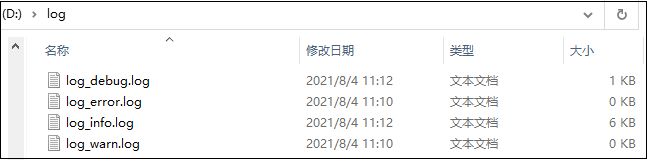 (D:) › log
名称 修改日期 类型 大小
log_debug.log 2021/8/4 11:12 文本文档 1 KB
log_error.log 2021/8/4 11:10 文本文档 0 KB
log_info.log 2021/8/4 11:12 文本文档 6 KB
log_warn.log 2021/8/4 11:10 文本文档 0 KB